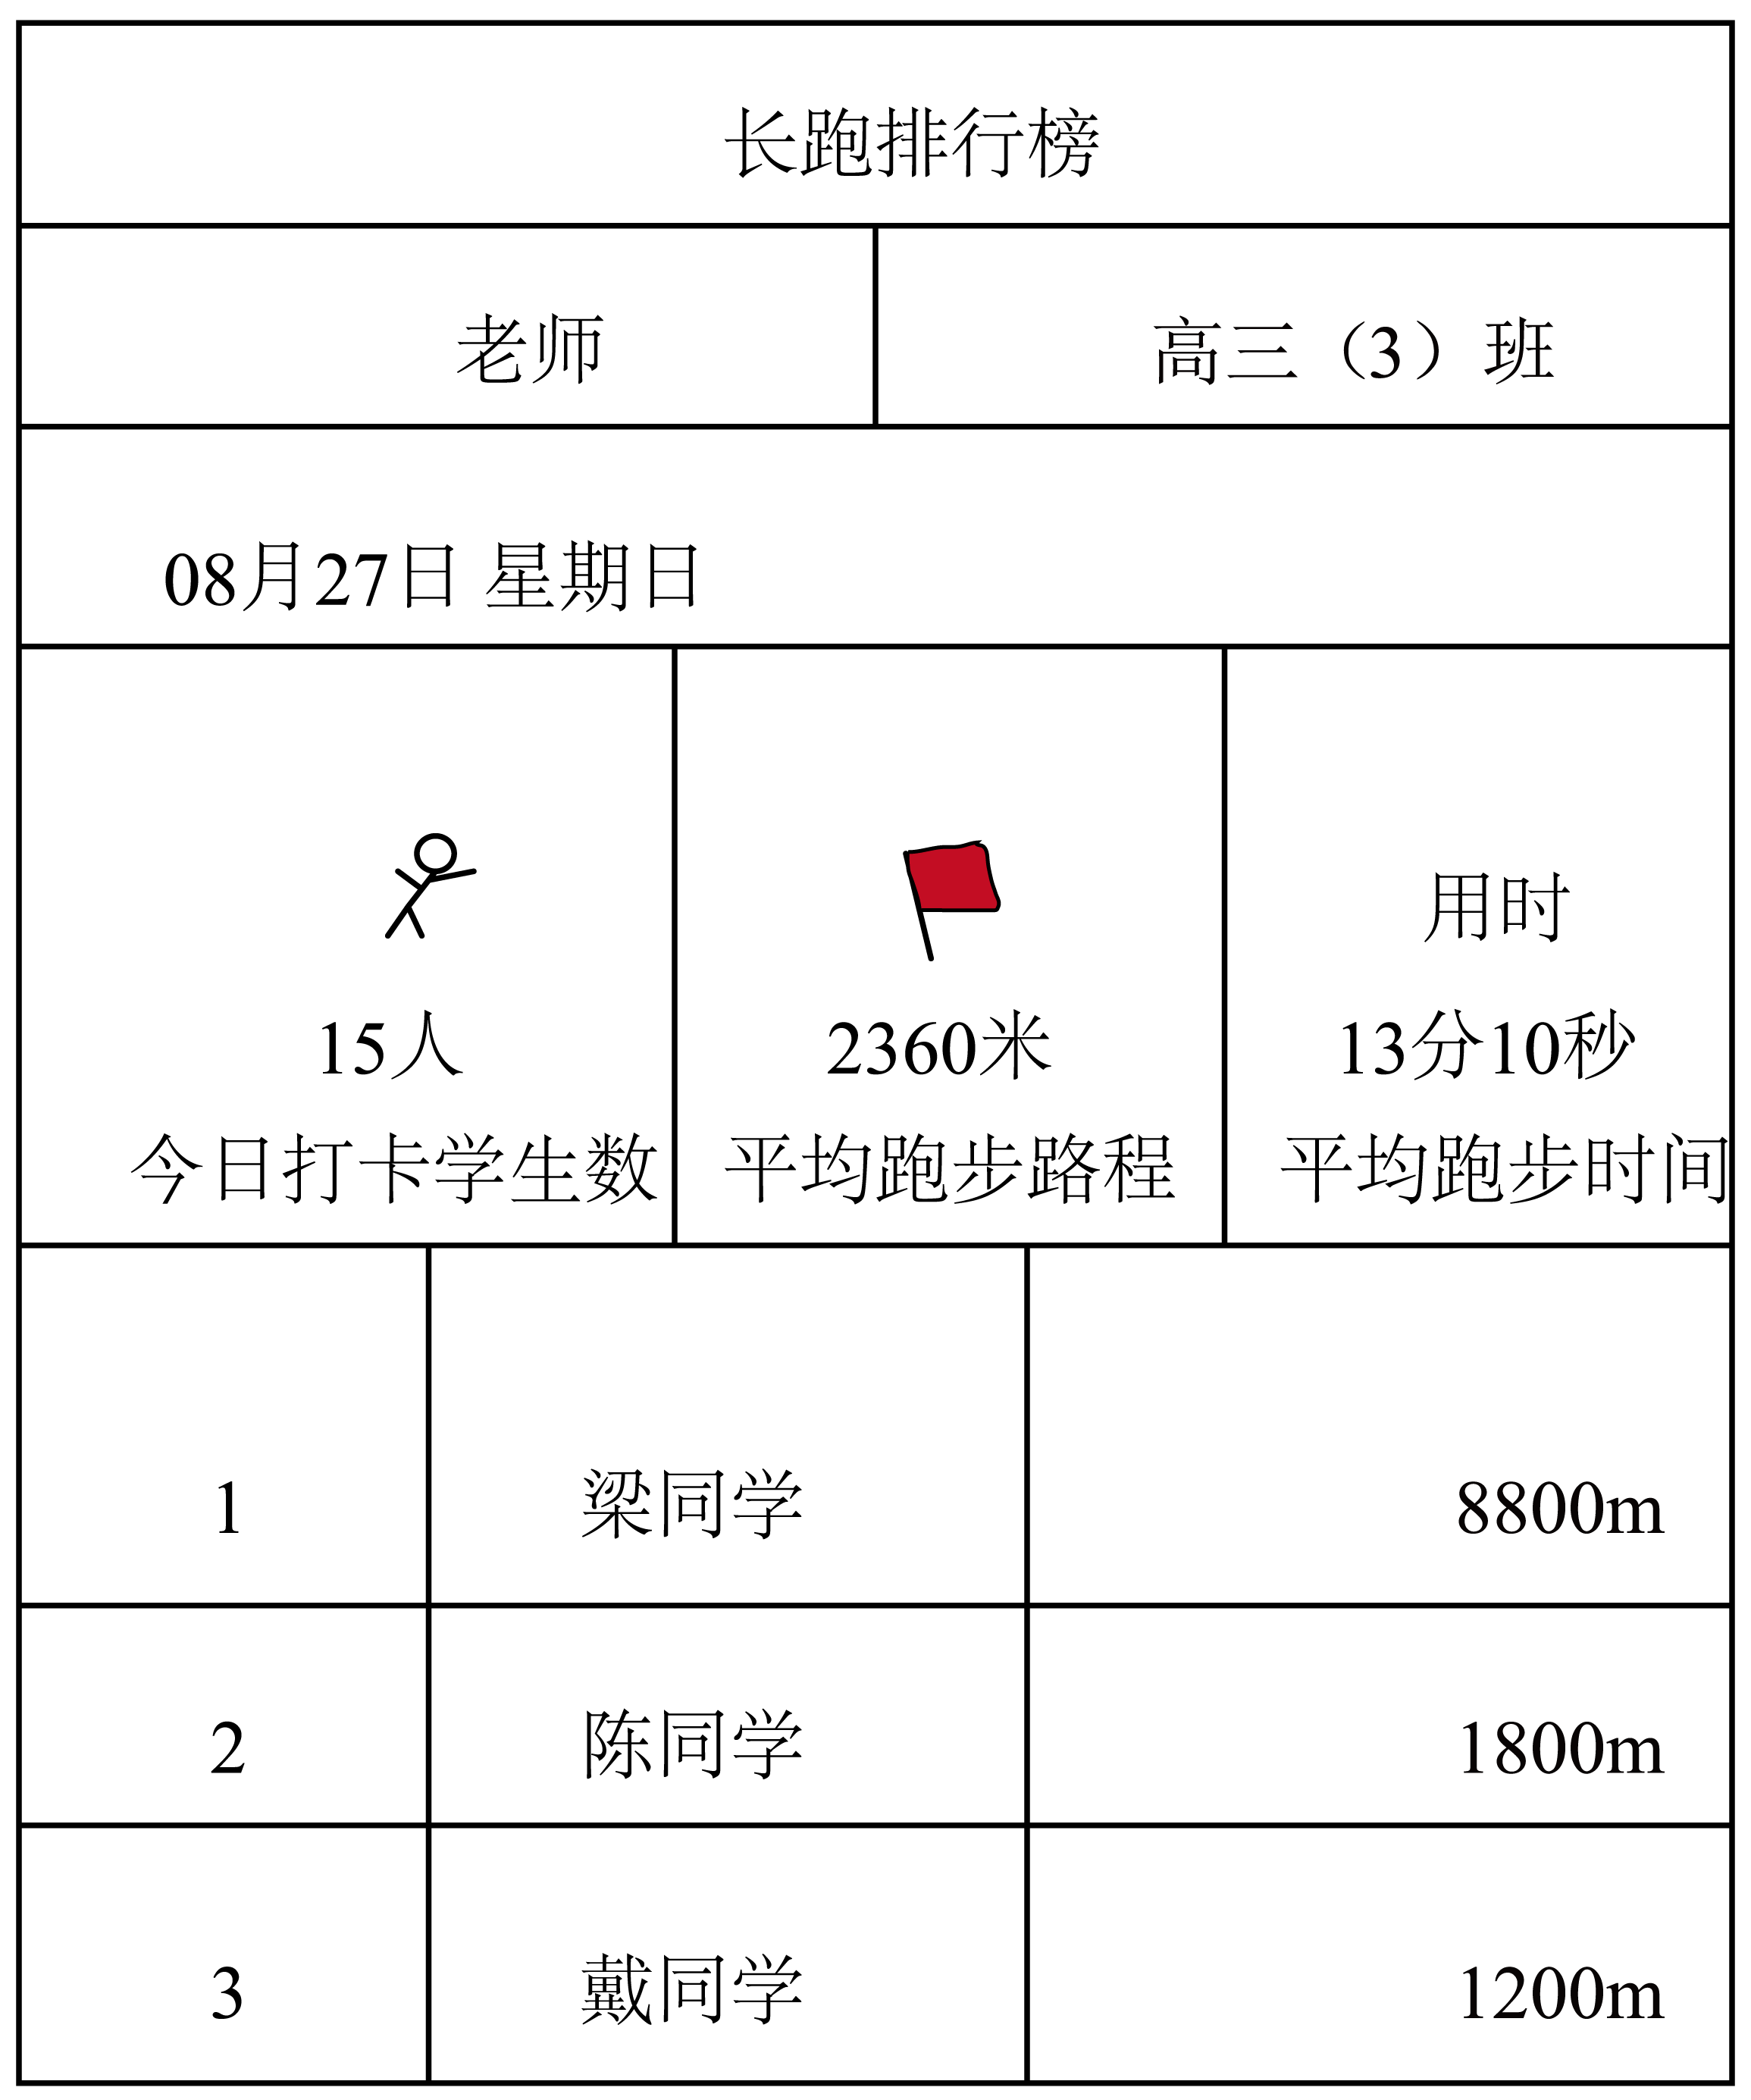 长跑排行榜
老师 高三（3）班
08月27日 星期日
用时
15人 2360米 13分10秒
今日打卡学生数 平均跑步路程 平均跑步时间
1 梁同学 8800m
2 陈同学 1800m
3 戴同学 1200m